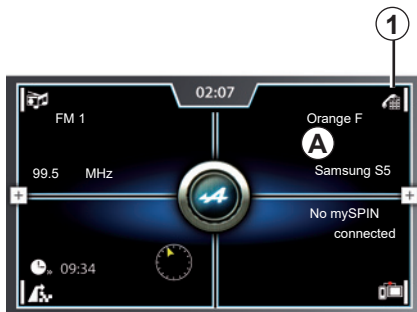 1
02:07
FM 1
Orange F
A
99.5 MHz
Samsung S5
+
+
No mySPIN
connected
09:34